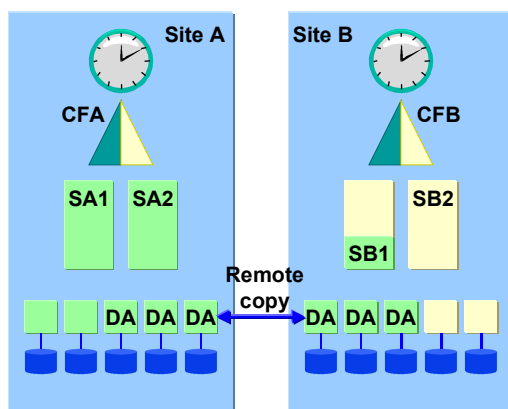 Site A
Site B
CFA
CFB
SA1
SA2
SB1
SB2
Remote
copy
DA DA DA
DA DA DA